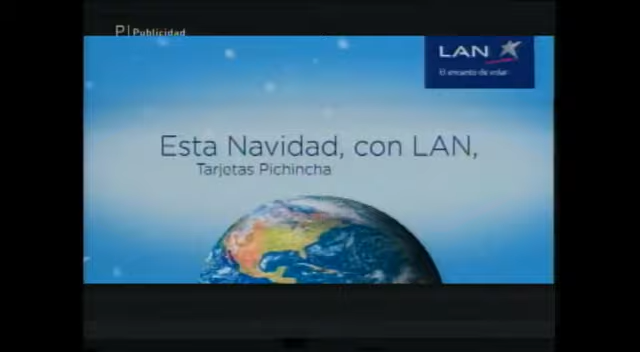 P| Publicidad
LAN
El encanto de volar
Esta Navidad, con LAN,
Tarjetas Pichincha